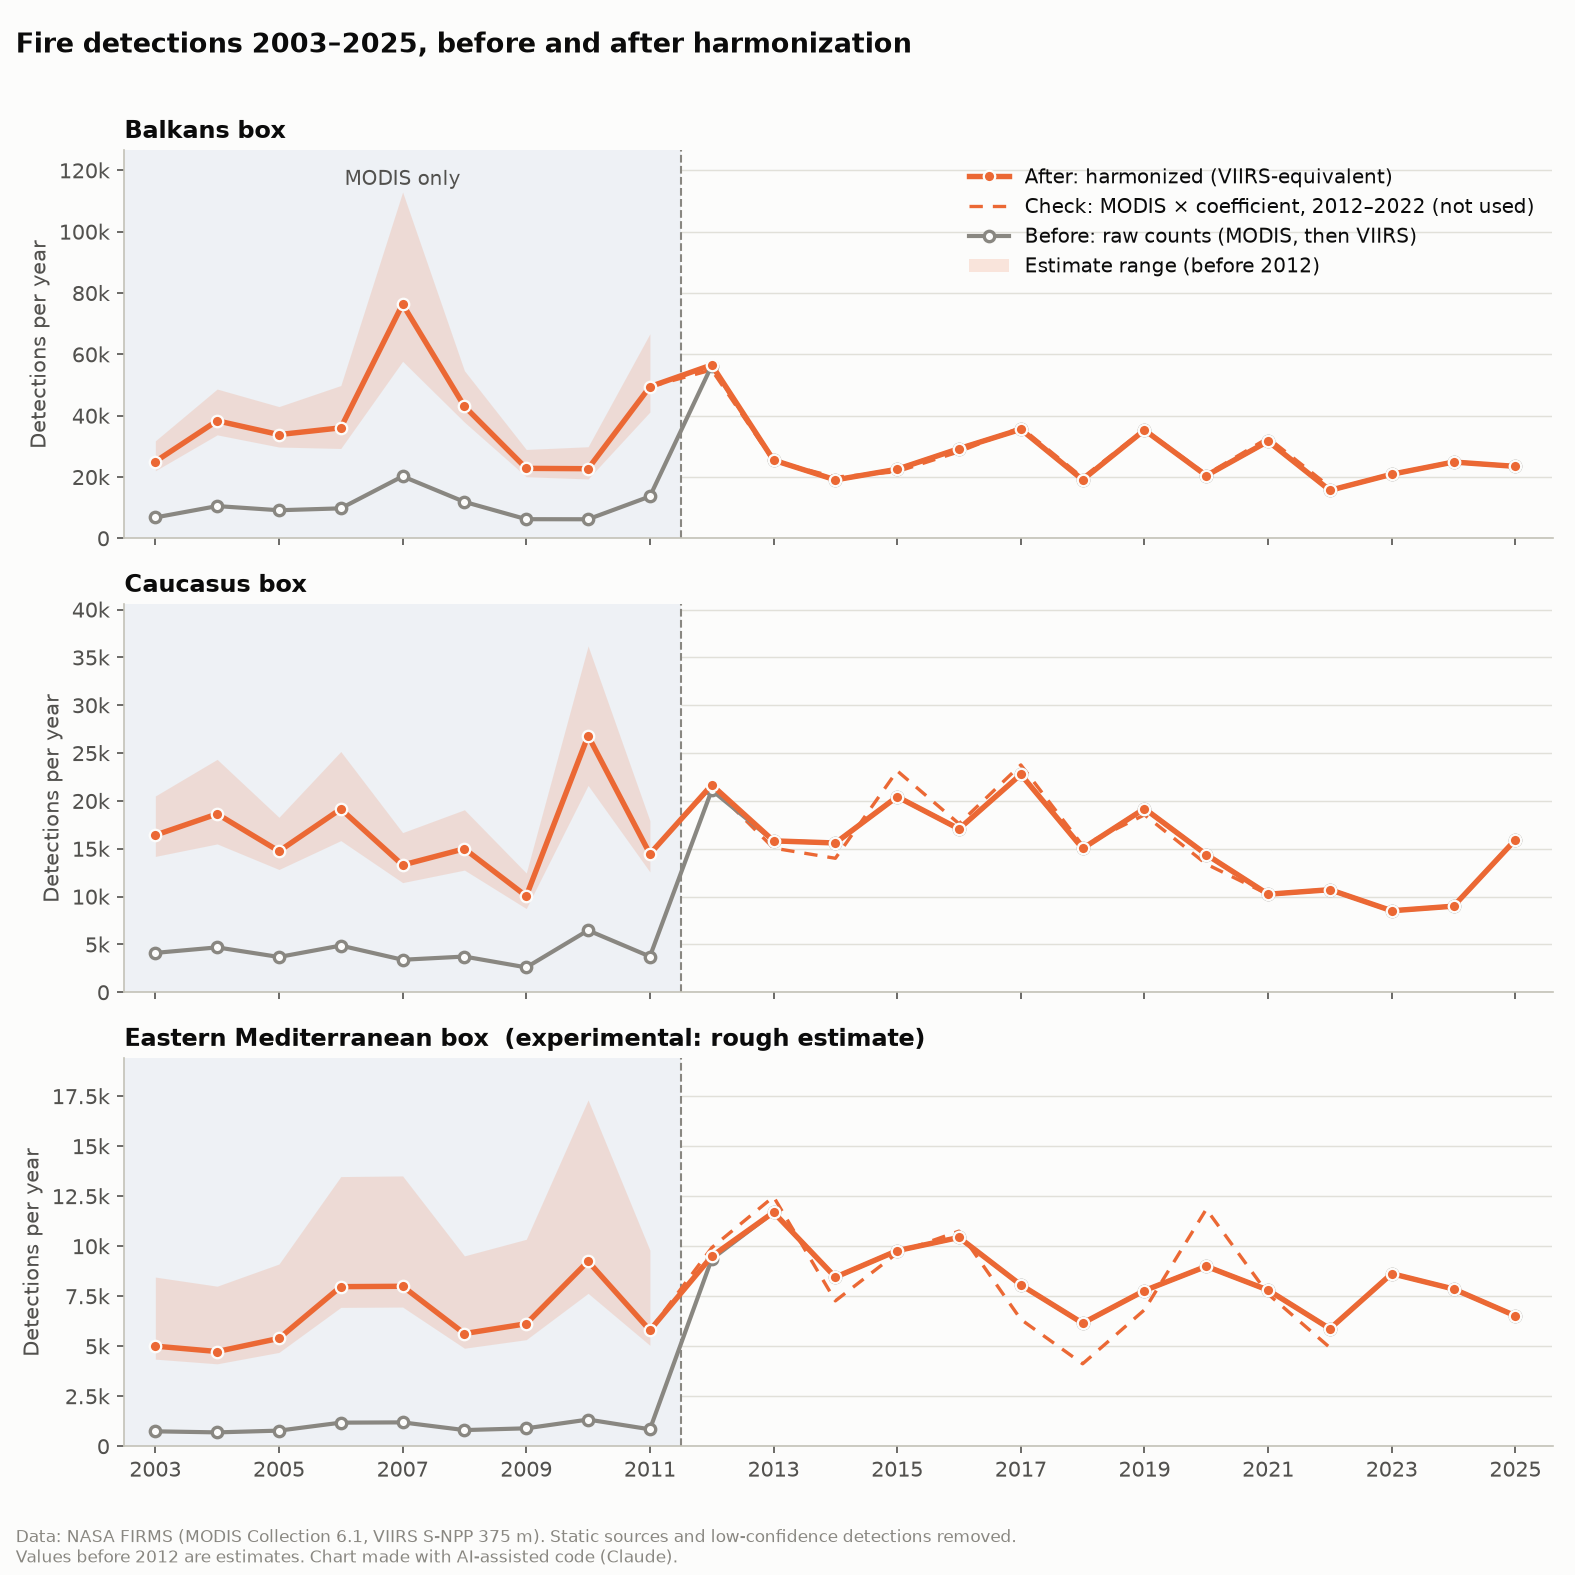 Fire detections 2003–2025, before and after harmonization
Balkans box
MODIS only
After: harmonized (VIIRS-equivalent)
Check: MODIS × coefficient, 2012–2022 (not used)
Before: raw counts (MODIS, then VIIRS)
Estimate range (before 2012)
Detections per year
120k
100k
80k
60k
40k
20k
0
Caucasus box
Detections per year
40k
35k
30k
25k
20k
15k
10k
5k
0
Eastern Mediterranean box (experimental: rough estimate)
Detections per year
17.5k
15k
12.5k
10k
7.5k
5k
2.5k
0
2003 2005 2007 2009 2011 2013 2015 2017 2019 2021 2023 2025
Data: NASA FIRMS (MODIS Collection 6.1, VIIRS S-NPP 375 m). Static sources and low-confidence detections removed.
Values before 2012 are estimates. Chart made with AI-assisted code (Claude).